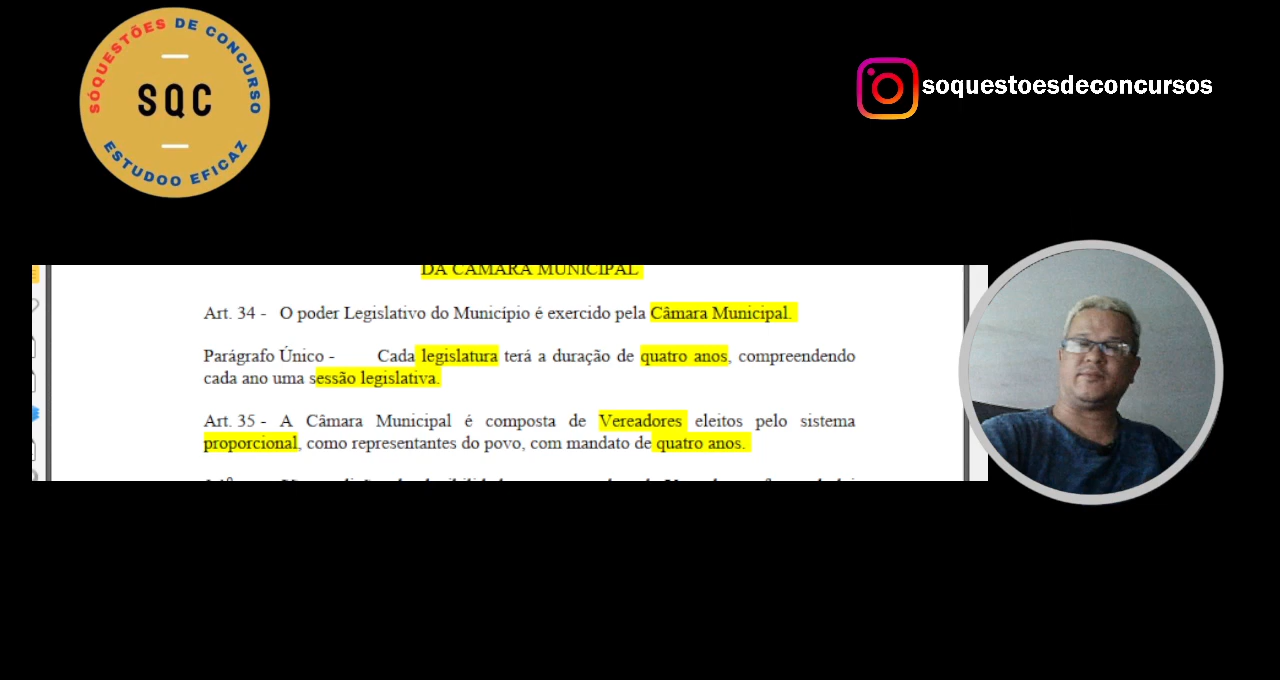 SÓQUESTÕES DE CONCURSO
SQC
ESTUDOO EFICAZ
soquestoesdeconcursos
DA CÂMARA MUNICIPAL
Art. 34 - O poder Legislativo do Município é exercido pela Câmara Municipal.
Parágrafo Único - Cada legislatura terá a duração de quatro anos, compreendendo
cada ano uma sessão legislativa.
Art. 35 - A Câmara Municipal é composta de Vereadores eleitos pelo sistema
proporcional, como representantes do povo, com mandato de quatro anos.